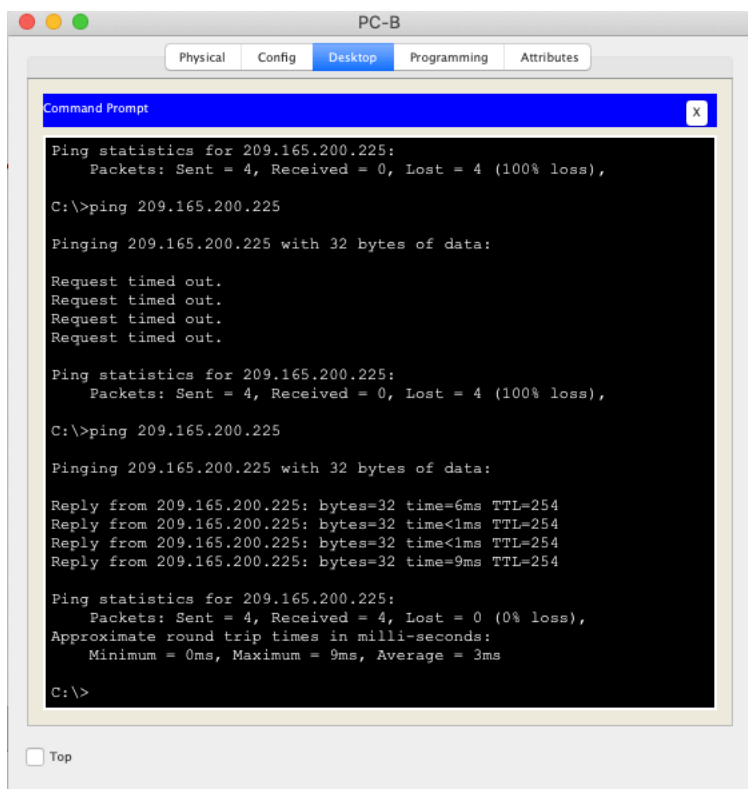 PC-B
Physical Config Desktop Programming Attributes
Command Prompt
X
Ping statistics for 209.165.200.225:
    Packets: Sent = 4, Received = 0, Lost = 4 (100% loss),
C:\>ping 209.165.200.225
Pinging 209.165.200.225 with 32 bytes of data:
Request timed out.
Request timed out.
Request timed out.
Request timed out.
Ping statistics for 209.165.200.225:
    Packets: Sent = 4, Received = 0, Lost = 4 (100% loss),
C:\>ping 209.165.200.225
Pinging 209.165.200.225 with 32 bytes of data:
Reply from 209.165.200.225: bytes=32 time=6ms TTL=254
Reply from 209.165.200.225: bytes=32 time<1ms TTL=254
Reply from 209.165.200.225: bytes=32 time<1ms TTL=254
Reply from 209.165.200.225: bytes=32 time=9ms TTL=254
Ping statistics for 209.165.200.225:
    Packets: Sent = 4, Received = 4, Lost = 0 (0% loss),
Approximate round trip times in milli-seconds:
    Minimum = 0ms, Maximum = 9ms, Average = 3ms
C:\>
Top